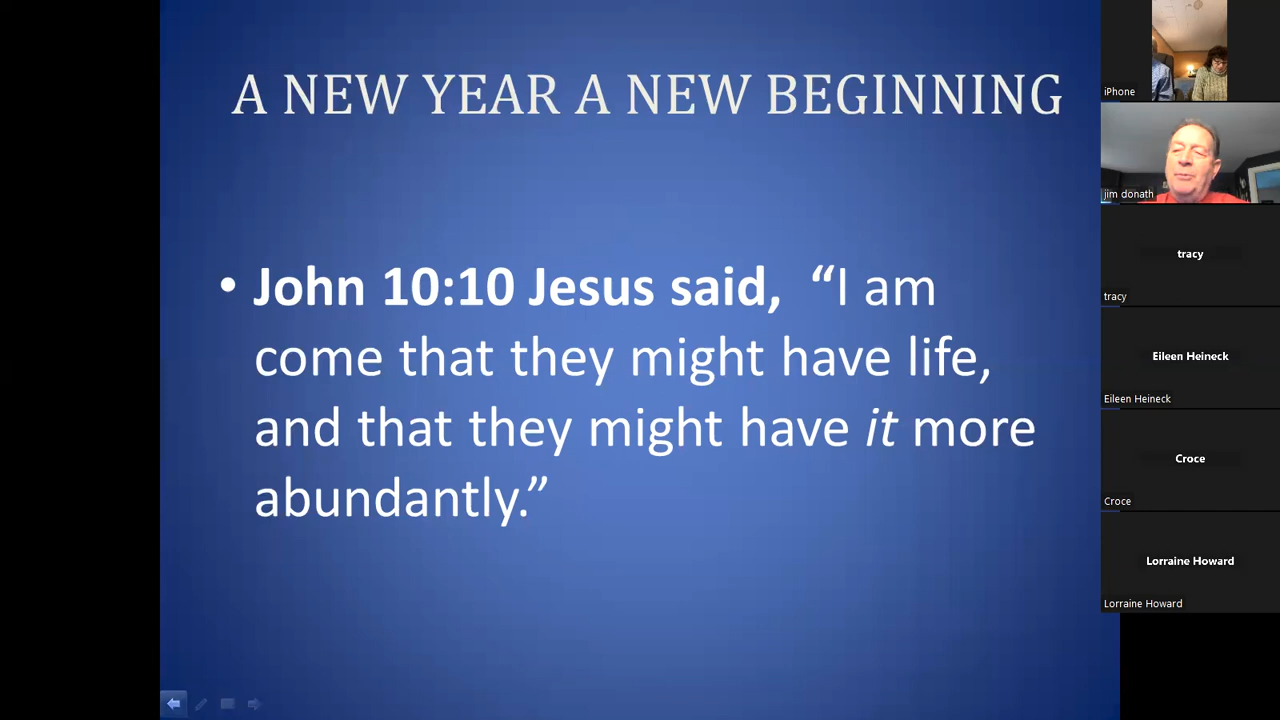 A NEW YEAR A NEW BEGINNING
• John 10:10 Jesus said,  “I am
come that they might have life,
and that they might have it more
abundantly.”
iPhone
jim donath
tracy
tracy
Eileen Heineck
Eileen Heineck
Croce
Croce
Lorraine Howard
Lorraine Howard